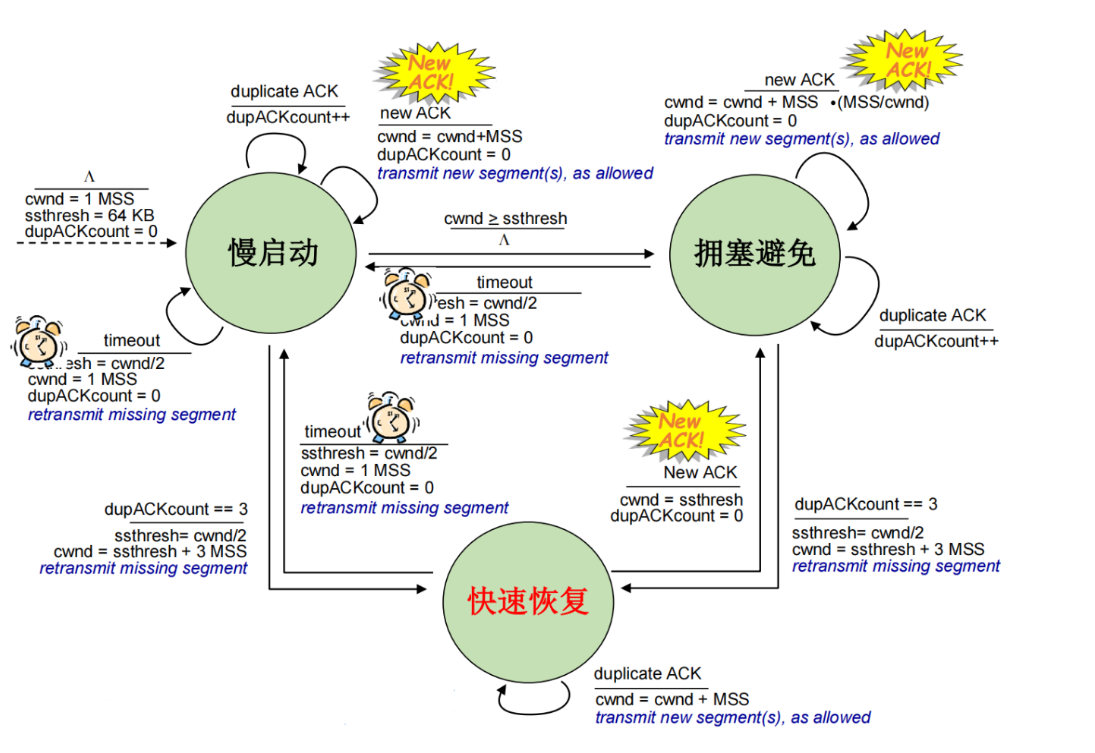 New
ACK!
duplicate ACK
dupACKcount++
new ACK
cwnd = cwnd+MSS
dupACKcount = 0
transmit new segment(s), as allowed
New
ACK!
new ACK
cwnd = cwnd + MSS •(MSS/cwnd)
dupACKcount = 0
transmit new segment(s), as allowed
Λ
cwnd = 1 MSS
ssthresh = 64 KB
dupACKcount = 0
慢启动
cwnd ≥ ssthresh
Λ
拥塞避免
timeout
= cwnd/2
= 1 MSS
dupACKcount = 0
retransmit missing segment
duplicate ACK
dupACKcount++
timeout
= cwnd/2
cwnd = 1 MSS
dupACKcount = 0
retransmit missing segment
timeout
ssthresh = cwnd/2
cwnd = 1 MSS
dupACKcount = 0
retransmit missing segment
New
ACK!
New ACK
cwnd = ssthresh
dupACKcount = 0
dupACKcount == 3
ssthresh= cwnd/2
cwnd = ssthresh + 3 MSS
retransmit missing segment
dupACKcount == 3
ssthresh= cwnd/2
cwnd = ssthresh + 3 MSS
retransmit missing segment
快速恢复
duplicate ACK
cwnd = cwnd + MSS
transmit new segment(s), as allowed